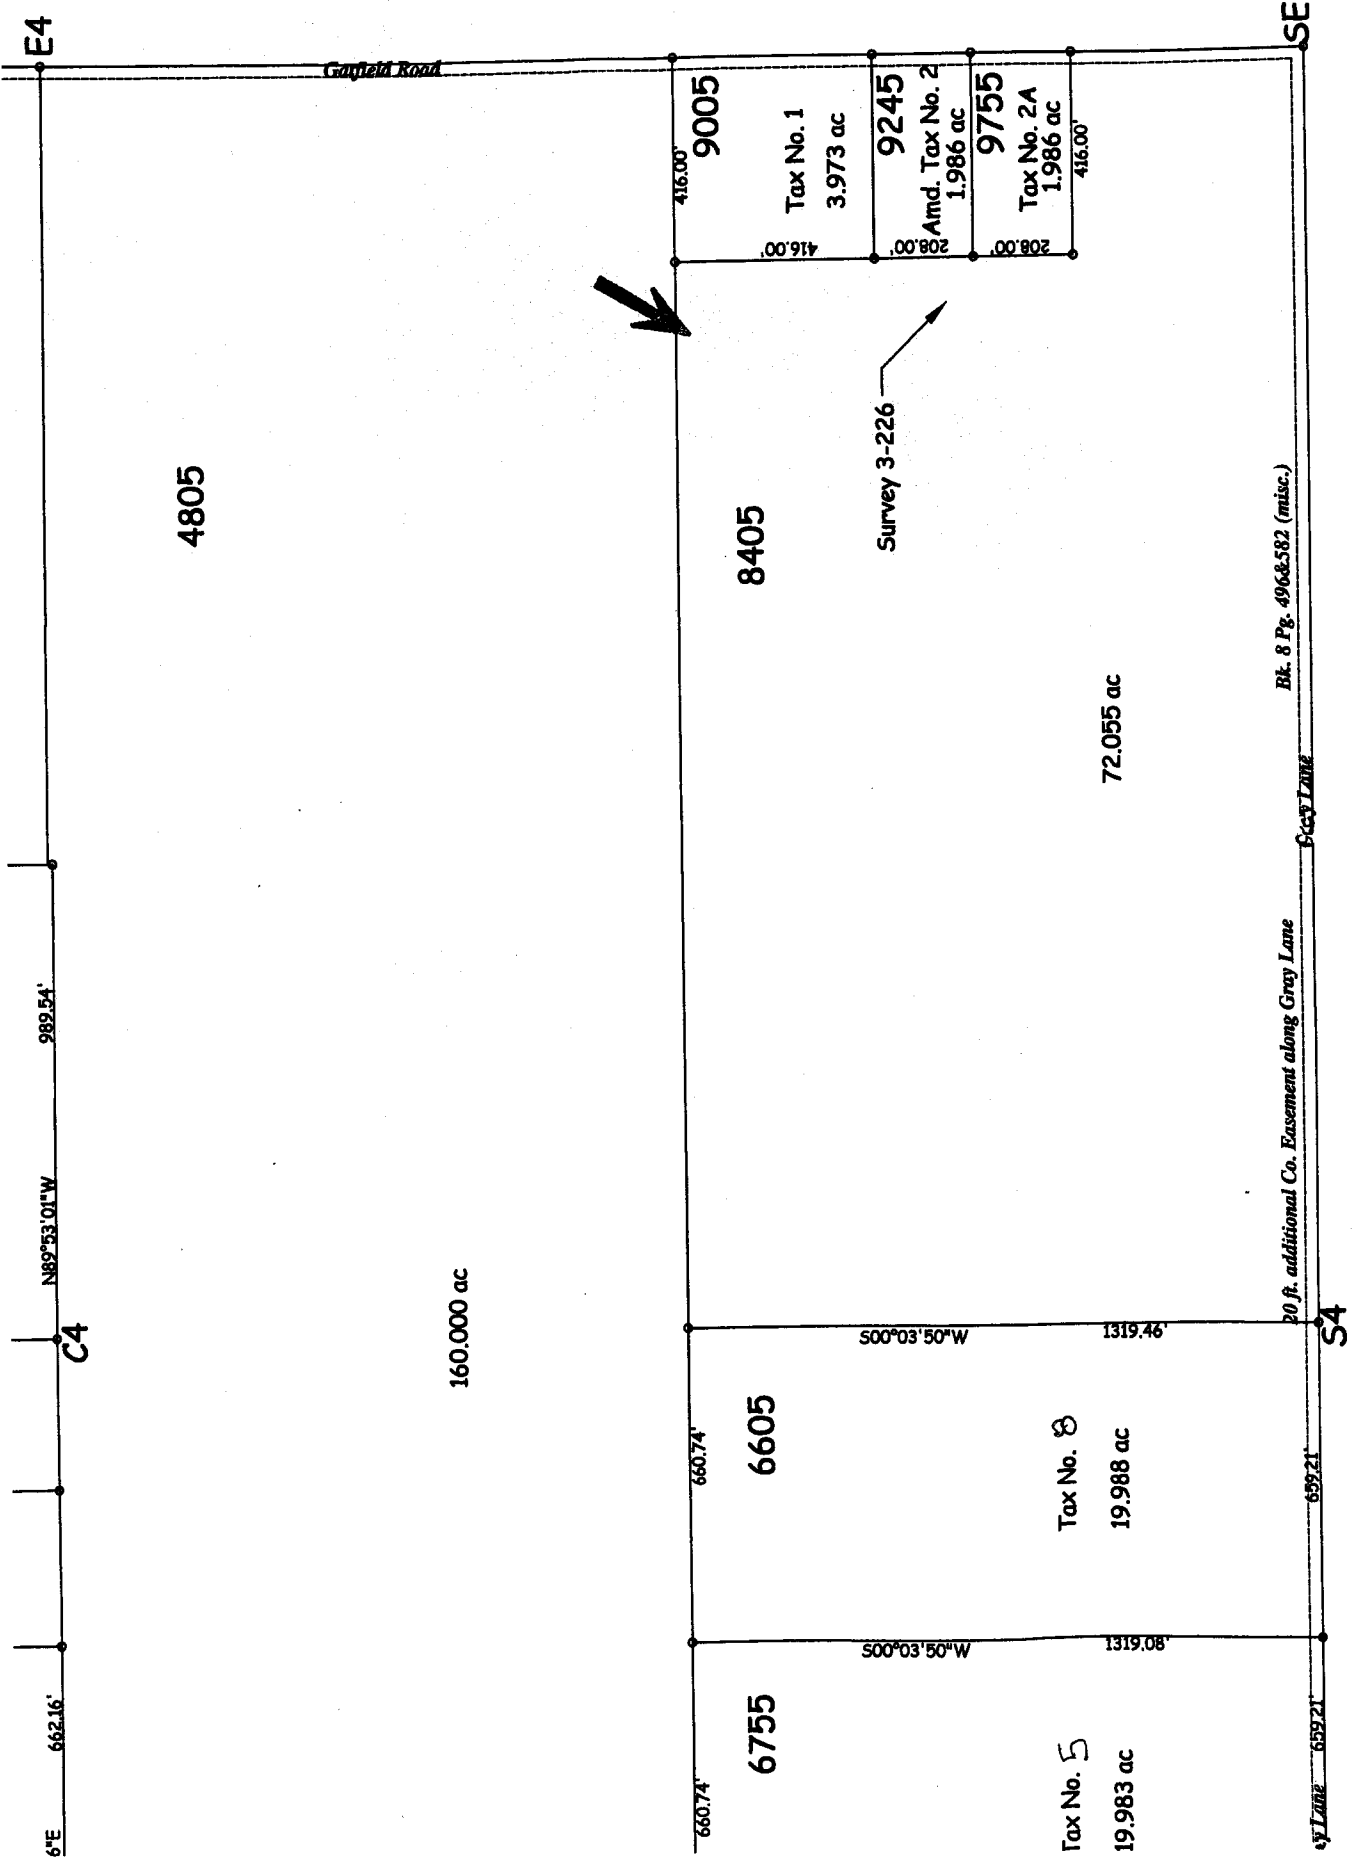 E4
Garfield Road
SE
9005
416.00'
Tax No. 1
3.973 ac
416.00'
9245
Amd. Tax No. 2
1.986 ac
208.00'
9755
Tax No. 2A
1.986 ac
208.00'
416.00'
Survey 3-226
4805
8405
72.055 ac
Bk. 8 Pg. 496&582 (misc.)
20 ft. additional Co. Easement along Gray Lane
989.54'
N89°53'01"W
C4
160.000 ac
S00°03'50"W
1319.46'
S4
660.74'
6605
Tax No. 8
19.988 ac
659.21'
S00°03'50"W
1319.08'
662.16'
6"E
660.74'
6755
Tax No. 5
19.983 ac
659.21'
y Lane